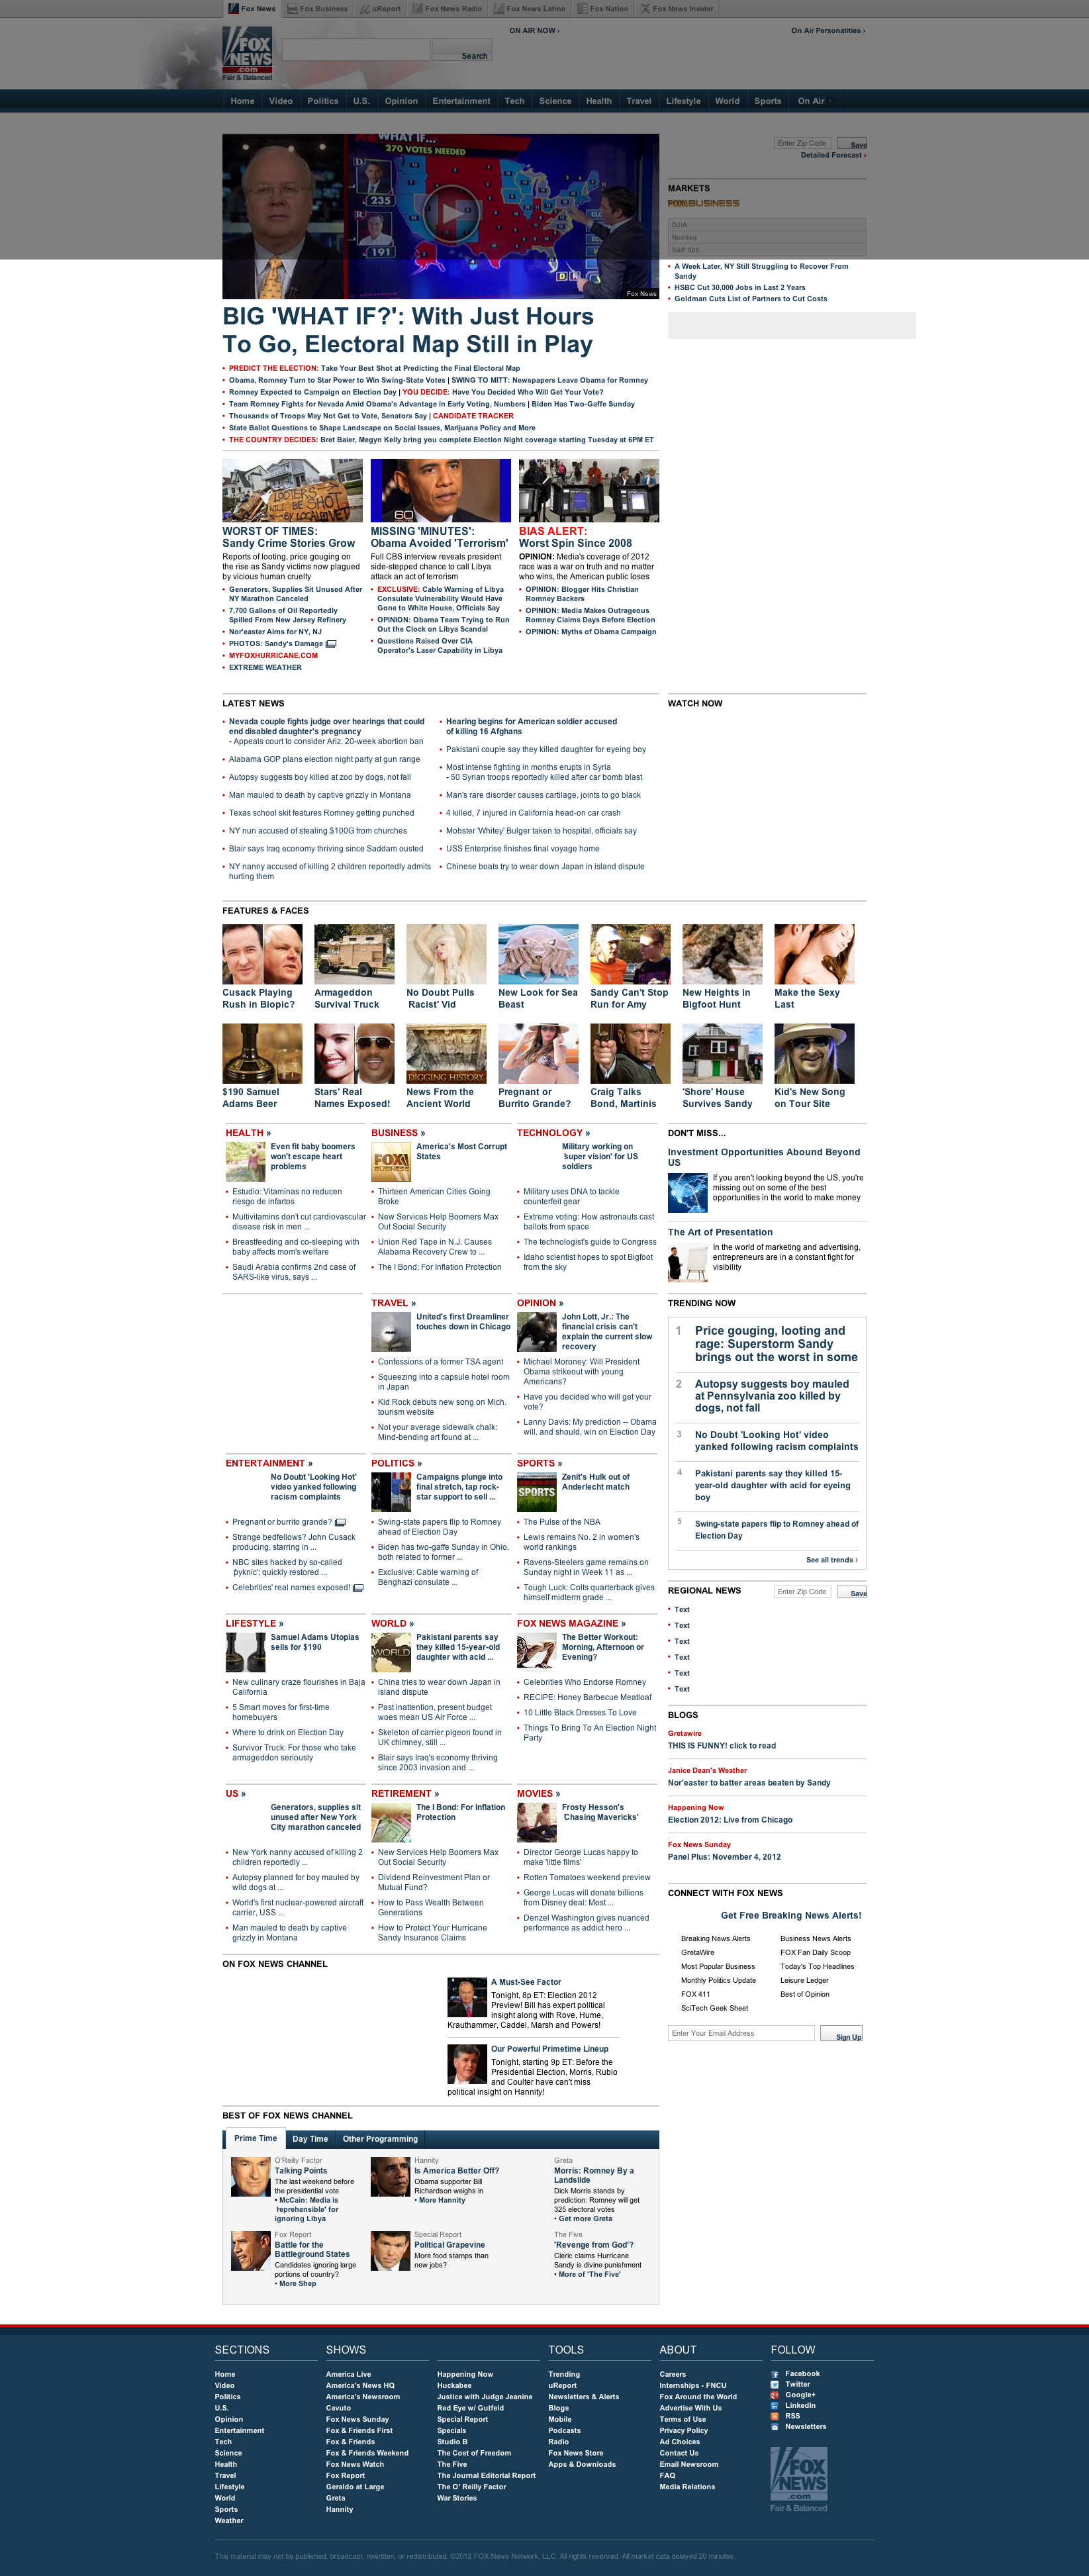 Fox News
Fox Business
uReport
Fox News Radio
Fox News Latino
Fox Nation
Fox News Insider
FOX
NEWS
.com
Fair & Balanced
Search
ON AIR NOW ›
On Air Personalities ›
Home
Video
Politics
U.S.
Opinion
Entertainment
Tech
Science
Health
Travel
Lifestyle
World
Sports
On Air
WHAT IF...
270 VOTES NEEDED
235
191
Fox News
BIG 'WHAT IF?': With Just Hours
To Go, Electoral Map Still in Play
PREDICT THE ELECTION: Take Your Best Shot at Predicting the Final Electoral Map
Obama, Romney Turn to Star Power to Win Swing-State Votes | SWING TO MITT: Newspapers Leave Obama for Romney
Romney Expected to Campaign on Election Day | YOU DECIDE: Have You Decided Who Will Get Your Vote?
Team Romney Fights for Nevada Amid Obama's Advantage in Early Voting, Numbers | Biden Has Two-Gaffe Sunday
Thousands of Troops May Not Get to Vote, Senators Say | CANDIDATE TRACKER
State Ballot Questions to Shape Landscape on Social Issues, Marijuana Policy and More
THE COUNTRY DECIDES: Bret Baier, Megyn Kelly bring you complete Election Night coverage starting Tuesday at 6PM ET
Enter Zip Code
Save
Detailed Forecast ›
MARKETS
FOX BUSINESS
DJIA
Nasdaq
S&P 500
A Week Later, NY Still Struggling to Recover From
Sandy
HSBC Cut 30,000 Jobs in Last 2 Years
Goldman Cuts List of Partners to Cut Costs
WORST OF TIMES:
Sandy Crime Stories Grow
Reports of looting, price gouging on
the rise as Sandy victims now plagued
by vicious human cruelty
Generators, Supplies Sit Unused After
NY Marathon Canceled
7,700 Gallons of Oil Reportedly
Spilled From New Jersey Refinery
Nor'easter Aims for NY, NJ
PHOTOS: Sandy's Damage
MYFOXHURRICANE.COM
EXTREME WEATHER
60
MISSING 'MINUTES':
Obama Avoided 'Terrorism'
Full CBS interview reveals president
side-stepped chance to call Libya
attack an act of terrorism
EXCLUSIVE: Cable Warning of Libya
Consulate Vulnerability Would Have
Gone to White House, Officials Say
OPINION: Obama Team Trying to Run
Out the Clock on Libya Scandal
Questions Raised Over CIA
Operator's Laser Capability in Libya
BIAS ALERT:
Worst Spin Since 2008
OPINION: Media's coverage of 2012
race was a war on truth and no matter
who wins, the American public loses
OPINION: Blogger Hits Christian
Romney Backers
OPINION: Media Makes Outrageous
Romney Claims Days Before Election
OPINION: Myths of Obama Campaign
LATEST NEWS
Nevada couple fights judge over hearings that could
end disabled daughter's pregnancy
- Appeals court to consider Ariz. 20-week abortion ban
Alabama GOP plans election night party at gun range
Autopsy suggests boy killed at zoo by dogs, not fall
Man mauled to death by captive grizzly in Montana
Texas school skit features Romney getting punched
NY nun accused of stealing $100G from churches
Blair says Iraq economy thriving since Saddam ousted
NY nanny accused of killing 2 children reportedly admits
hurting them
Hearing begins for American soldier accused
of killing 16 Afghans
Pakistani couple say they killed daughter for eyeing boy
Most intense fighting in months erupts in Syria
- 50 Syrian troops reportedly killed after car bomb blast
Man's rare disorder causes cartilage, joints to go black
4 killed, 7 injured in California head-on car crash
Mobster 'Whitey' Bulger taken to hospital, officials say
USS Enterprise finishes final voyage home
Chinese boats try to wear down Japan in island dispute
WATCH NOW
FEATURES & FACES
Cusack Playing
Rush in Biopic?
Armageddon
Survival Truck
No Doubt Pulls
'Racist' Vid
New Look for Sea
Beast
Sandy Can't Stop
Run for Amy
New Heights in
Bigfoot Hunt
Make the Sexy
Last
$190 Samuel
Adams Beer
Stars' Real
Names Exposed!
DIGGING HISTORY
News From the
Ancient World
Pregnant or
Burrito Grande?
Craig Talks
Bond, Martinis
'Shore' House
Survives Sandy
Kid's New Song
on Tour Site
HEALTH »
Even fit baby boomers
won't escape heart
problems
Estudio: Vitaminas no reducen
riesgo de infartos
Multivitamins don't cut cardiovascular
disease risk in men ...
Breastfeeding and co-sleeping with
baby affects mom's welfare
Saudi Arabia confirms 2nd case of
SARS-like virus, says ...
BUSINESS »
FOX
BUSINESS
America's Most Corrupt
States
Thirteen American Cities Going
Broke
New Services Help Boomers Max
Out Social Security
Union Red Tape in N.J. Causes
Alabama Recovery Crew to ...
The I Bond: For Inflation Protection
TECHNOLOGY »
Military working on
'super vision' for US
soldiers
Military uses DNA to tackle
counterfeit gear
Extreme voting: How astronauts cast
ballots from space
The technologist's guide to Congress
Idaho scientist hopes to spot Bigfoot
from the sky
DON'T MISS...
Investment Opportunities Abound Beyond
US
If you aren't looking beyond the US, you're
missing out on some of the best
opportunities in the world to make money
The Art of Presentation
In the world of marketing and advertising,
entrepreneurs are in a constant fight for
visibility
TRAVEL »
United's first Dreamliner
touches down in Chicago
Confessions of a former TSA agent
Squeezing into a capsule hotel room
in Japan
Kid Rock debuts new song on Mich.
tourism website
Not your average sidewalk chalk:
Mind-bending art found at ...
OPINION »
John Lott, Jr.: The
financial crisis can't
explain the current slow
recovery
Michael Moroney: Will President
Obama strikeout with young
Americans?
Have you decided who will get your
vote?
Lanny Davis: My prediction -- Obama
will, and should, win on Election Day
TRENDING NOW
1 Price gouging, looting and
rage: Superstorm Sandy
brings out the worst in some
2 Autopsy suggests boy mauled
at Pennsylvania zoo killed by
dogs, not fall
3 No Doubt 'Looking Hot' video
yanked following racism complaints
4 Pakistani parents say they killed 15-
year-old daughter with acid for eyeing
boy
5 Swing-state papers flip to Romney ahead of
Election Day
See all trends ›
ENTERTAINMENT »
No Doubt 'Looking Hot'
video yanked following
racism complaints
Pregnant or burrito grande?
Strange bedfellows? John Cusack
producing, starring in ...
NBC sites hacked by so-called
'pyknic'; quickly restored ...
Celebrities' real names exposed!
POLITICS »
Campaigns plunge into
final stretch, tap rock-
star support to sell ...
Swing-state papers flip to Romney
ahead of Election Day
Biden has two-gaffe Sunday in Ohio,
both related to former ...
Exclusive: Cable warning of
Benghazi consulate ...
SPORTS »
SPORTS
Zenit's Hulk out of
Anderlecht match
The Pulse of the NBA
Lewis remains No. 2 in women's
world rankings
Ravens-Steelers game remains on
Sunday night in Week 11 as ...
Tough Luck: Colts quarterback gives
himself midterm grade ...
REGIONAL NEWS
Enter Zip Code
Save
Text
Text
Text
Text
Text
Text
LIFESTYLE »
Samuel Adams Utopias
sells for $190
New culinary craze flourishes in Baja
California
5 Smart moves for first-time
homebuyers
Where to drink on Election Day
Survivor Truck: For those who take
armageddon seriously
WORLD »
WORLD
Pakistani parents say
they killed 15-year-old
daughter with acid ...
China tries to wear down Japan in
island dispute
Past inattention, present budget
woes mean US Air Force ...
Skeleton of carrier pigeon found in
UK chimney, still ...
Blair says Iraq's economy thriving
since 2003 invasion and ...
FOX NEWS MAGAZINE »
The Better Workout:
Morning, Afternoon or
Evening?
Celebrities Who Endorse Romney
RECIPE: Honey Barbecue Meatloaf
10 Little Black Dresses To Love
Things To Bring To An Election Night
Party
BLOGS
Gretawire
THIS IS FUNNY! click to read
Janice Dean's Weather
Nor'easter to batter areas beaten by Sandy
Happening Now
Election 2012: Live from Chicago
Fox News Sunday
Panel Plus: November 4, 2012
US »
Generators, supplies sit
unused after New York
City marathon canceled
New York nanny accused of killing 2
children reportedly ...
Autopsy planned for boy mauled by
wild dogs at ...
World's first nuclear-powered aircraft
carrier, USS ...
Man mauled to death by captive
grizzly in Montana
RETIREMENT »
The I Bond: For Inflation
Protection
New Services Help Boomers Max
Out Social Security
Dividend Reinvestment Plan or
Mutual Fund?
How to Pass Wealth Between
Generations
How to Protect Your Hurricane
Sandy Insurance Claims
MOVIES »
Frosty Hesson's
'Chasing Mavericks'
Director George Lucas happy to
make 'little films'
Rotten Tomatoes weekend preview
George Lucas will donate billions
from Disney deal: Most ...
Denzel Washington gives nuanced
performance as addict hero ...
CONNECT WITH FOX NEWS
Get Free Breaking News Alerts!
Breaking News Alerts
GretaWire
Most Popular Business
Monthly Politics Update
FOX 411
SciTech Geek Sheet
Business News Alerts
FOX Fan Daily Scoop
Today's Top Headlines
Leisure Ledger
Best of Opinion
Enter Your Email Address
Sign Up
ON FOX NEWS CHANNEL
A Must-See Factor
Tonight, 8p ET: Election 2012
Preview! Bill has expert political
insight along with Rove, Hume,
Krauthammer, Caddel, Marsh and Powers!
Our Powerful Primetime Lineup
Tonight, starting 9p ET: Before the
Presidential Election, Morris, Rubio
and Coulter have can't miss
political insight on Hannity!
BEST OF FOX NEWS CHANNEL
Prime Time
Day Time
Other Programming
O'Reilly Factor
Talking Points
The last weekend before
the presidential vote
• McCain: Media is
'reprehensible' for
ignoring Libya
Hannity
Is America Better Off?
Obama supporter Bill
Richardson weighs in
• More Hannity
Greta
Morris: Romney By a
Landslide
Dick Morris stands by
prediction: Romney will get
325 electoral votes
• Get more Greta
Fox Report
Battle for the
Battleground States
Candidates ignoring large
portions of country?
• More Shep
Special Report
Political Grapevine
More food stamps than
new jobs?
The Five
'Revenge from God'?
Cleric claims Hurricane
Sandy is divine punishment
• More of 'The Five'
SECTIONS
Home
Video
Politics
U.S.
Opinion
Entertainment
Tech
Science
Health
Travel
Lifestyle
World
Sports
Weather
SHOWS
America Live
America's News HQ
America's Newsroom
Cavuto
Fox News Sunday
Fox & Friends First
Fox & Friends
Fox & Friends Weekend
Fox News Watch
Fox Report
Geraldo at Large
Greta
Hannity
Happening Now
Huckabee
Justice with Judge Jeanine
Red Eye w/ Gutfeld
Special Report
Specials
Studio B
The Cost of Freedom
The Five
The Journal Editorial Report
The O' Reilly Factor
War Stories
TOOLS
Trending
uReport
Newsletters & Alerts
Blogs
Mobile
Podcasts
Radio
Fox News Store
Apps & Downloads
ABOUT
Careers
Internships - FNCU
Fox Around the World
Advertise With Us
Terms of Use
Privacy Policy
Ad Choices
Contact Us
Email Newsroom
FAQ
Media Relations
FOLLOW
Facebook
Twitter
Google+
LinkedIn
RSS
Newsletters
FOX
NEWS
.com
Fair & Balanced
This material may not be published, broadcast, rewritten, or redistributed. ©2012 FOX News Network, LLC. All rights reserved. All market data delayed 20 minutes.